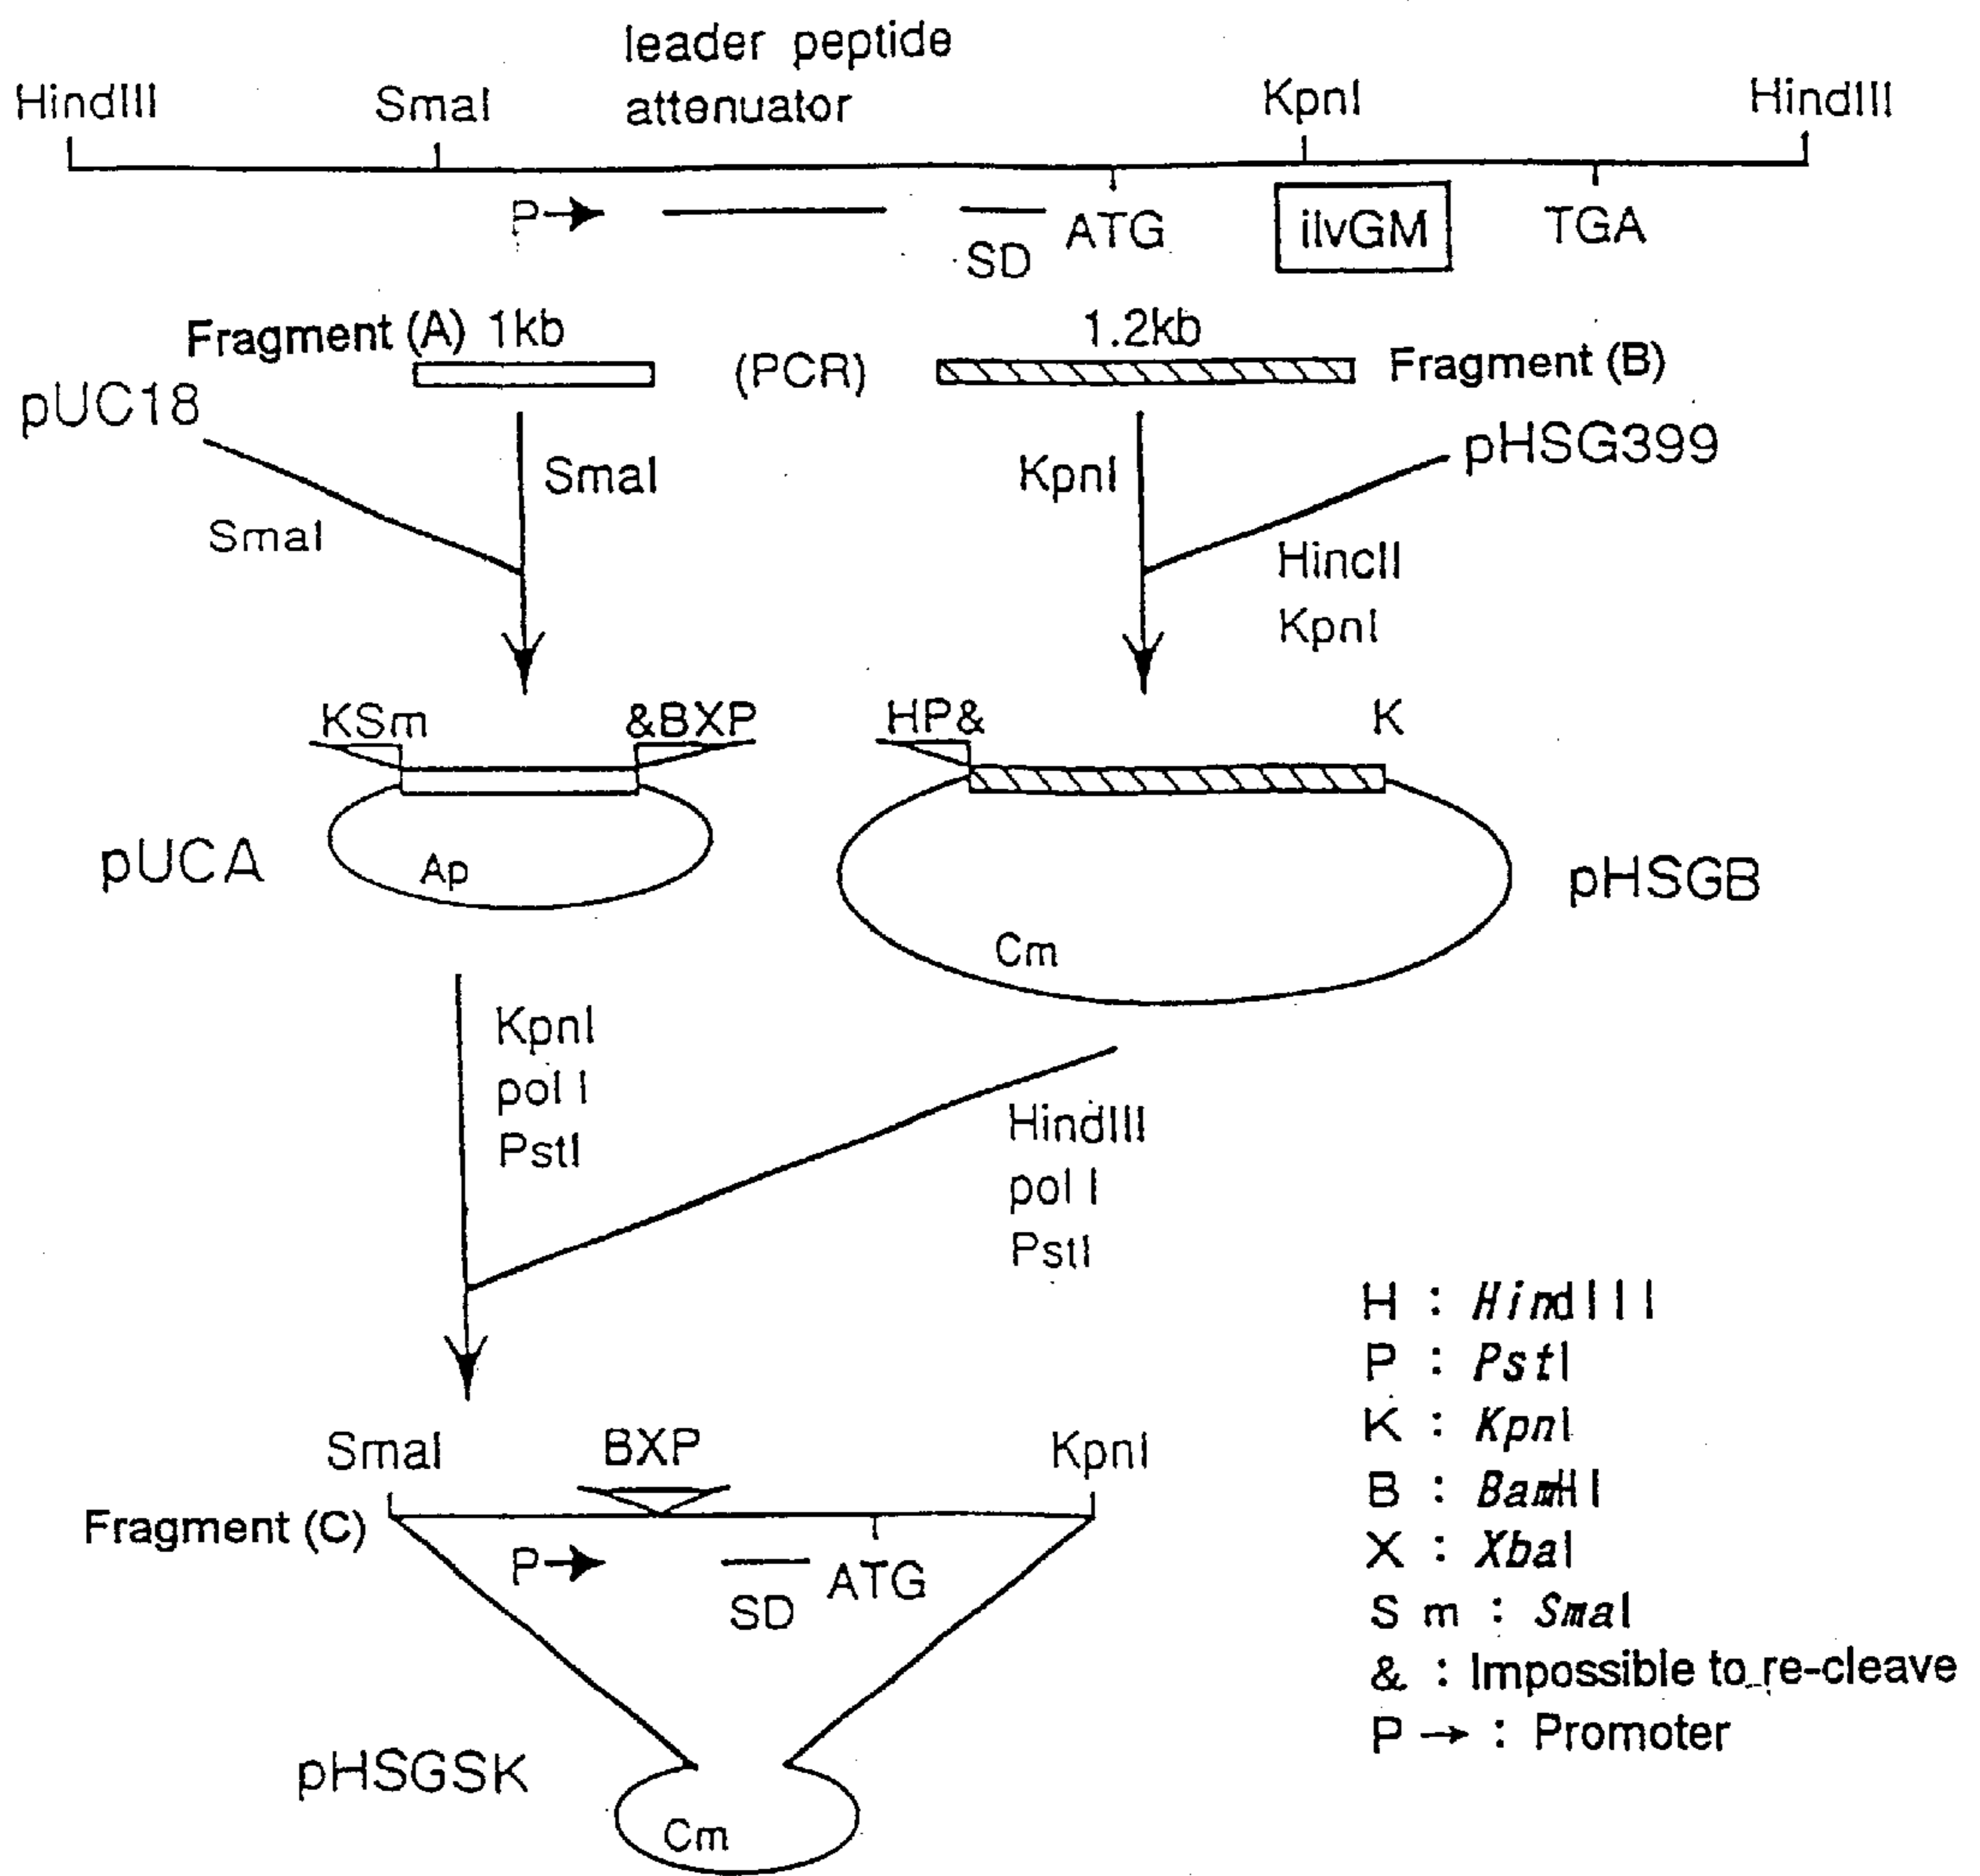 leader peptide
HindIII SmaI attenuator KpnI HindIII
P→ SD ATG ilvGM TGA
Fragment (A) 1kb (PCR) 1.2kb Fragment (B)
pUC18 pHSG399
SmaI KpnI
SmaI HincII
KpnI
KSm &BXP HP& K
pUCA Ap pHSGB
Cm
KpnI
pol I
PstI
HindIII
pol I
PstI
SmaI BXP KpnI
Fragment (C)
P→ SD ATG
pHSGSK
Cm
H : HindIII
P : PstI
K : KpnI
B : BamHI
X : XbaI
Sm : SmaI
& : Impossible to re-cleave
P → : Promoter